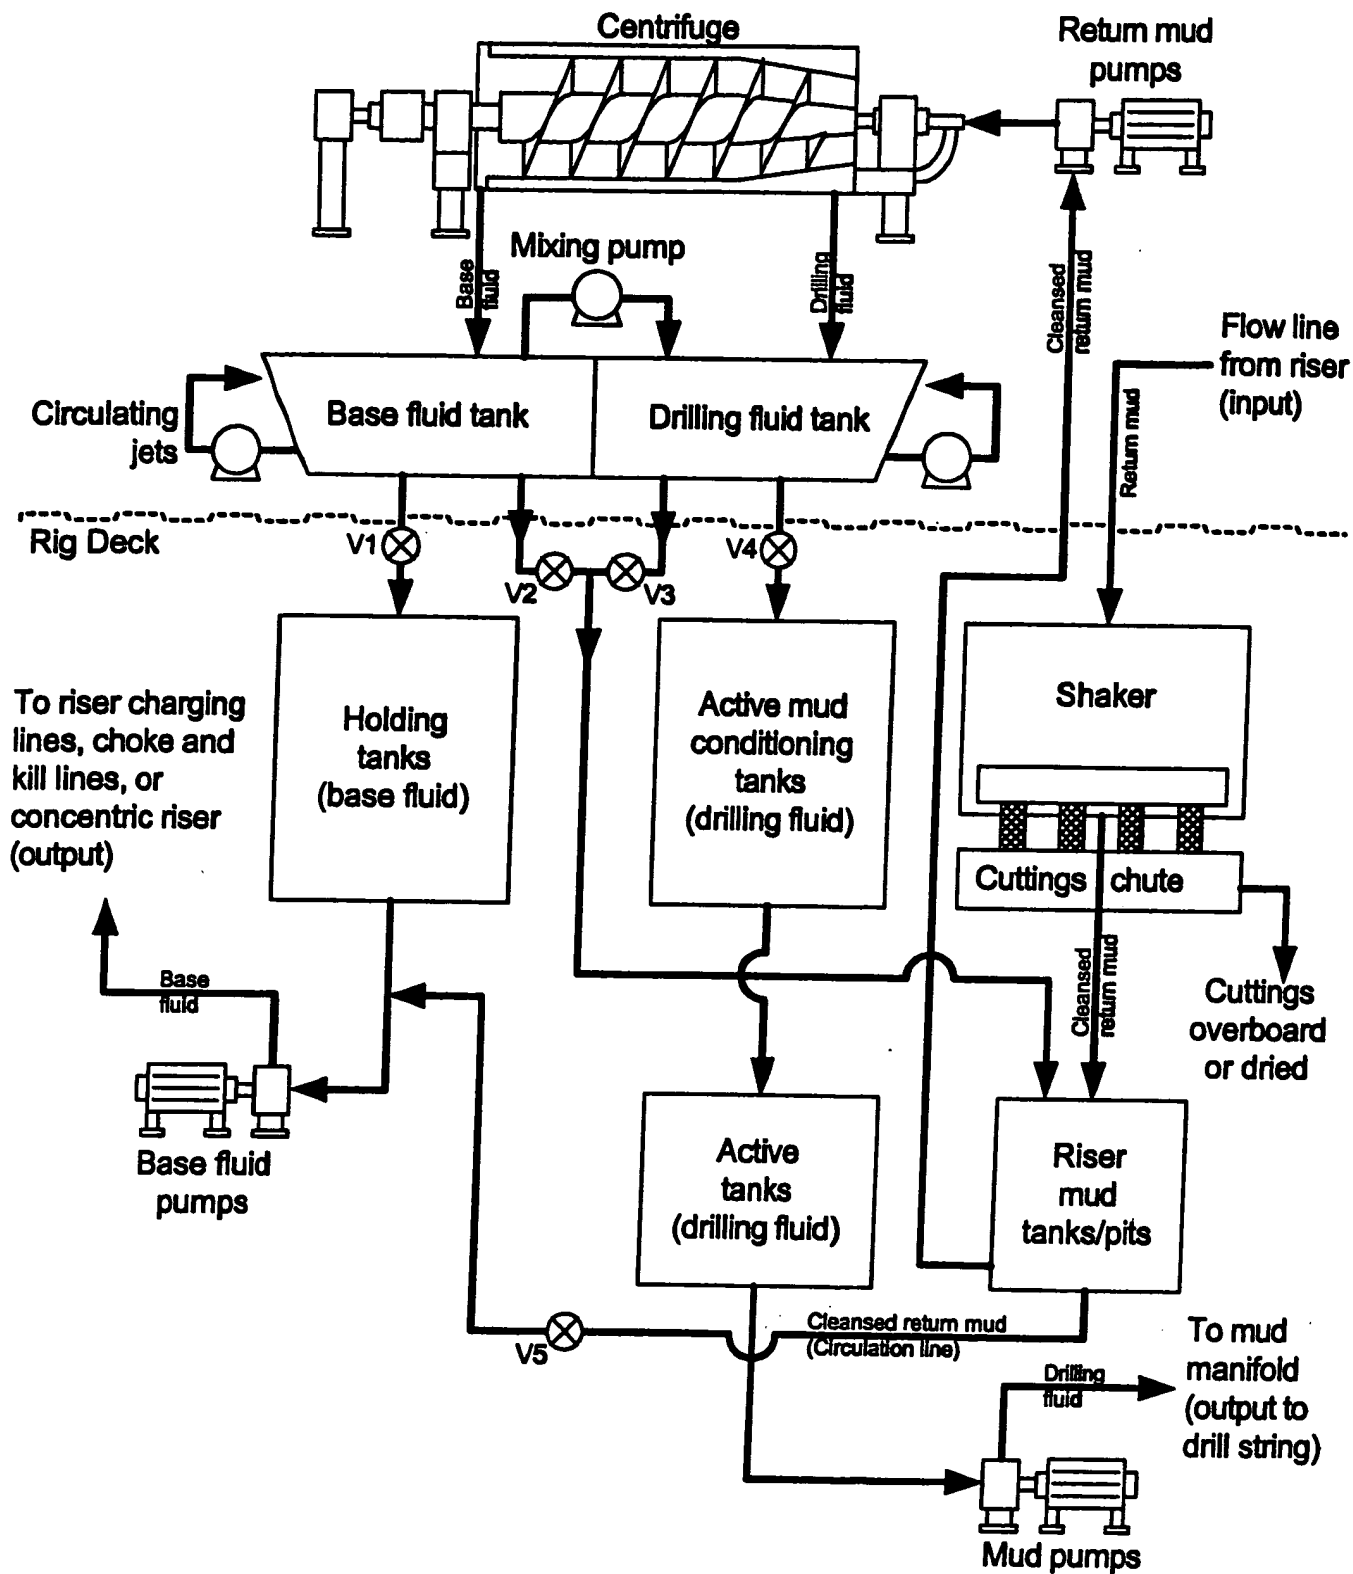 Centrifuge
Return mud
pumps
Mixing pump
Base
fluid
Drilling
fluid
Cleansed
return mud
Flow line
from riser
(input)
Return mud
Circulating
jets
Base fluid tank
Drilling fluid tank
Rig Deck
V1
V2
V3
V4
To riser charging
lines, choke and
kill lines, or
concentric riser
(output)
Holding
tanks
(base fluid)
Active mud
conditioning
tanks
(drilling fluid)
Shaker
Cuttings chute
Cleansed
return mud
Cuttings
overboard
or dried
Base
fluid
Base fluid
pumps
Active
tanks
(drilling fluid)
Riser
mud
tanks/pits
V5
Cleansed return mud
(Circulation line)
Drilling
fluid
To mud
manifold
(output to
drill string)
Mud pumps